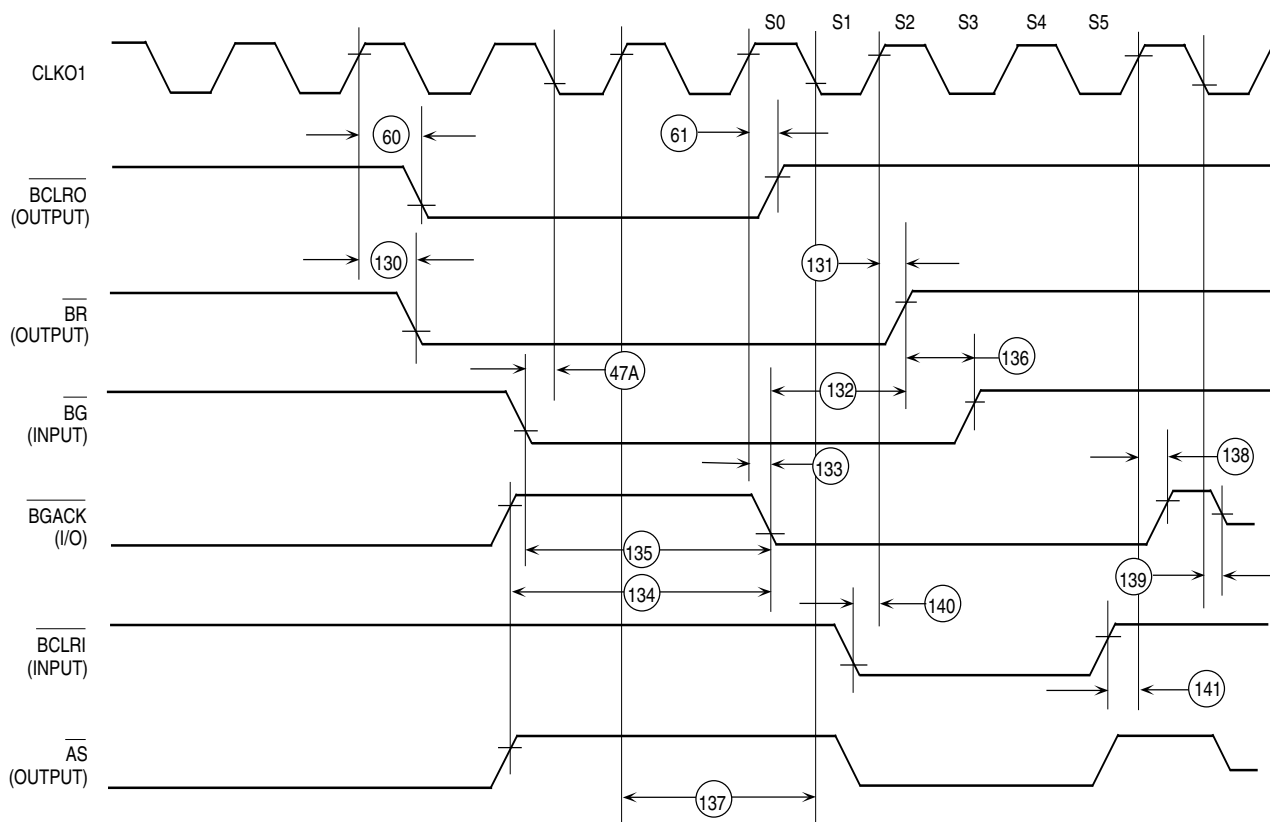 S0 S1 S2 S3 S4 S5
CLKO1
60
61
BCLRO
(OUTPUT)
130
131
BR
(OUTPUT)
47A
136
132
BG
(INPUT)
133
138
BGACK
(I/O)
135
134
139
140
BCLRI
(INPUT)
141
AS
(OUTPUT)
137